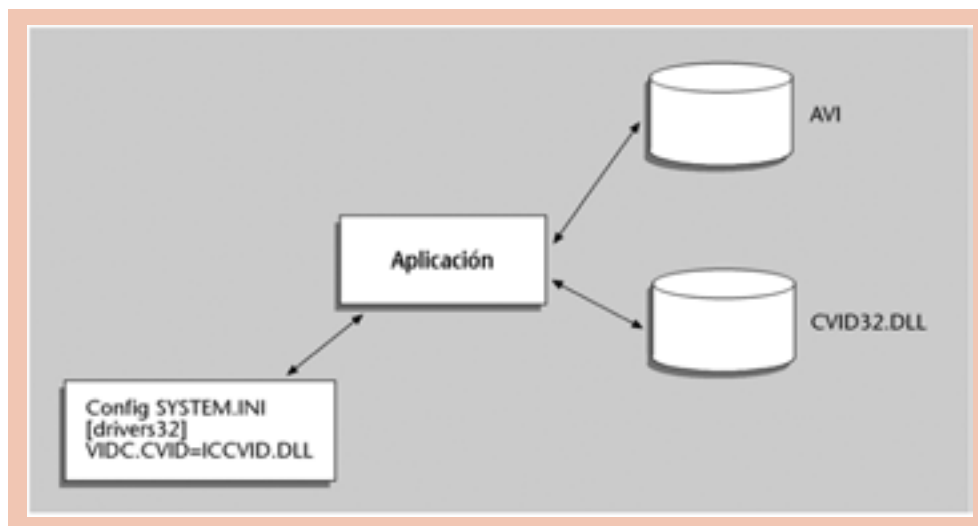 AVI
Aplicación
CVID32.DLL
Config SYSTEM.INI
[drivers32]
VIDC.CVID=ICCVID.DLL